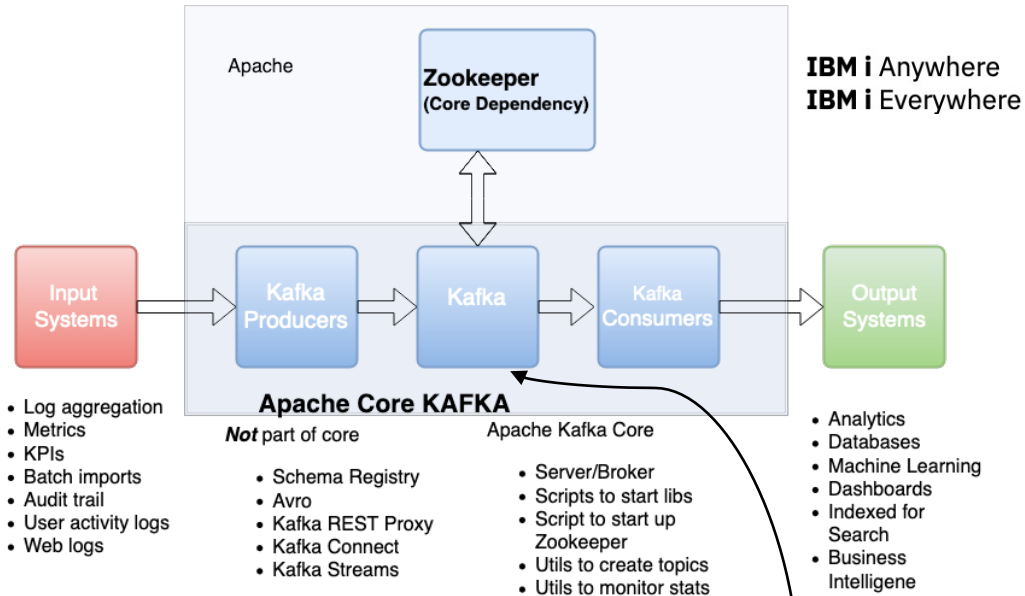 Apache
Zookeeper
(Core Dependency)
IBM i Anywhere
IBM i Everywhere
Input
Systems
Kafka
Producers
Kafka
Kafka
Consumers
Output
Systems
Apache Core KAFKA
• Log aggregation
• Metrics
• KPIs
• Batch imports
• Audit trail
• User activity logs
• Web logs
Not part of core
• Schema Registry
• Avro
• Kafka REST Proxy
• Kafka Connect
• Kafka Streams
Apache Kafka Core
• Server/Broker
• Scripts to start libs
• Script to start up
Zookeeper
• Utils to create topics
• Utils to monitor stats
• Analytics
• Databases
• Machine Learning
• Dashboards
• Indexed for
Search
• Business
Intelligene